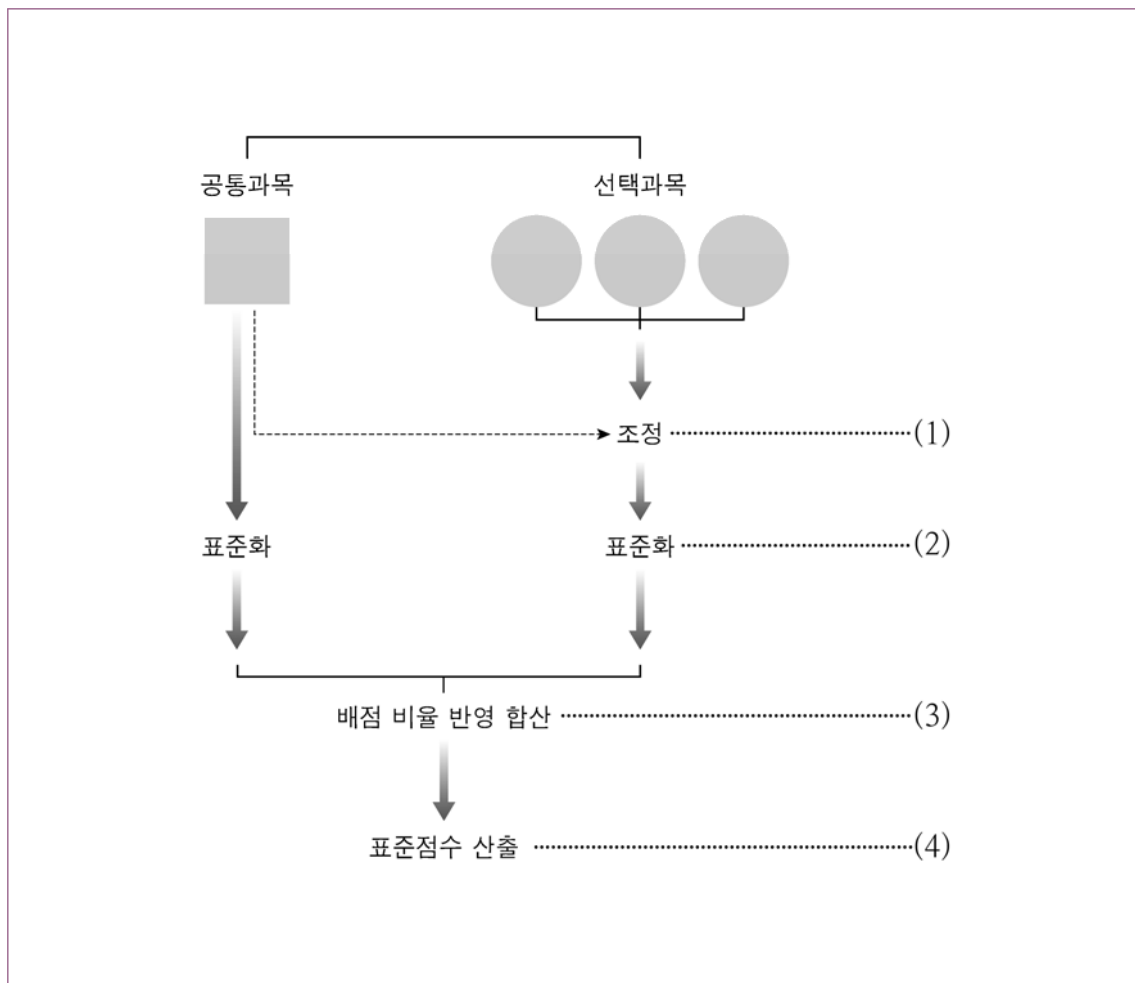 공통과목 선택과목
조정 (1)
표준화 표준화 (2)
배점 비율 반영 합산 (3)
표준점수 산출 (4)